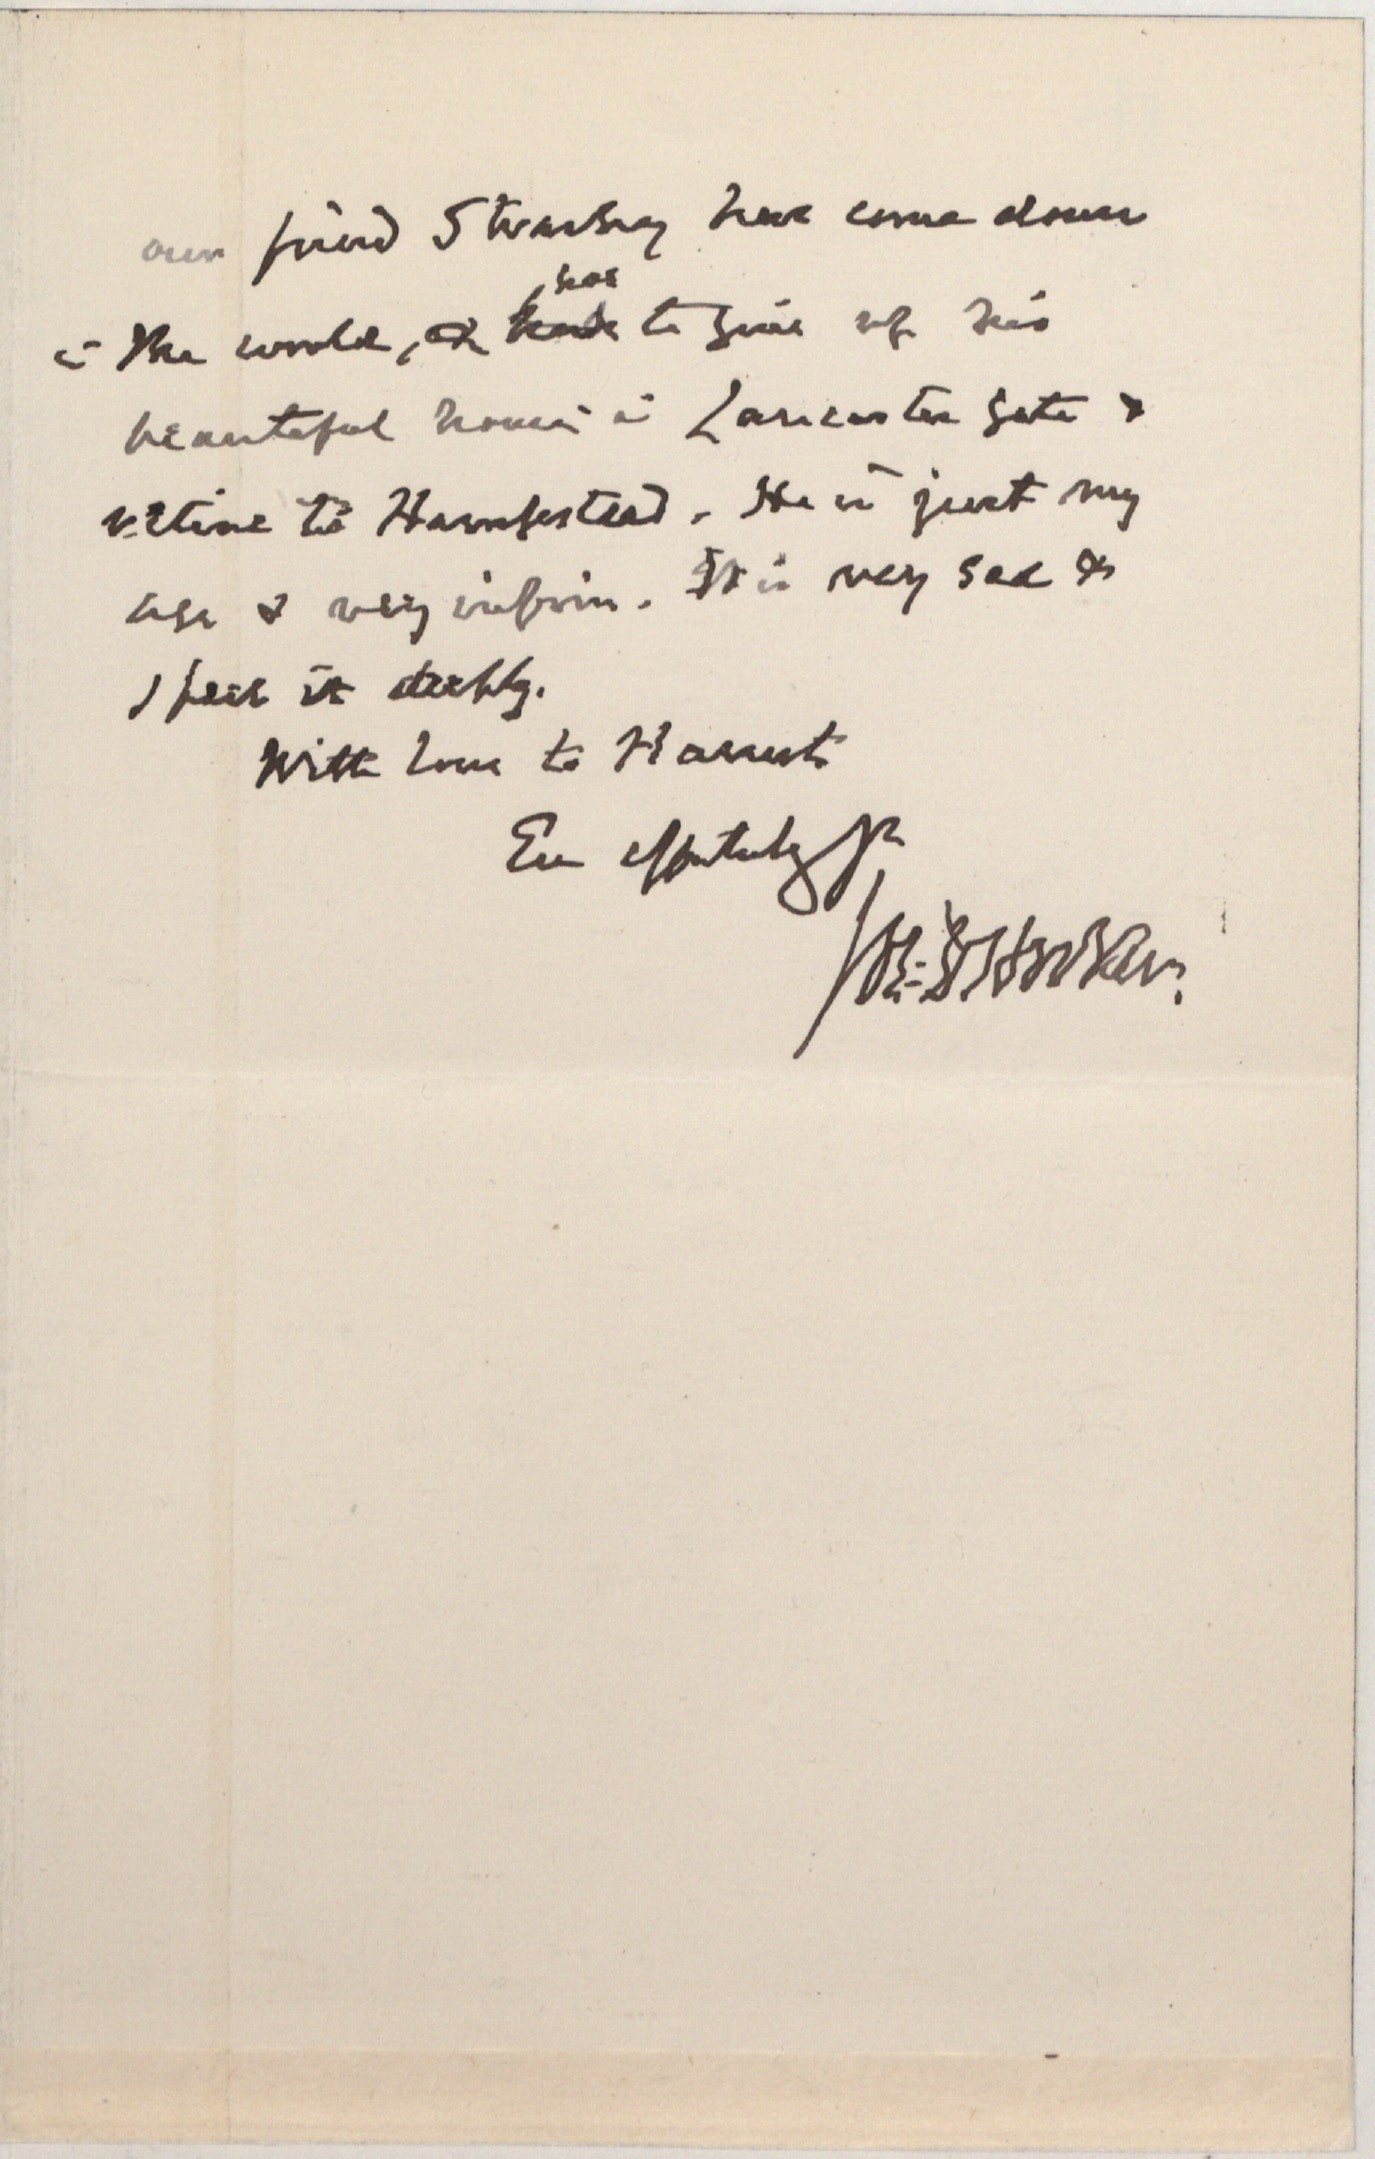 our friend Strachey has come down
in the world, & has to give up his
beautiful house in Lancaster Gate &
retire to Hampstead. He is just my
age & very infirm. It is very sad &
I feel it deeply.
With love to Harriet
Ever affectionately yrs
J D Hooker.